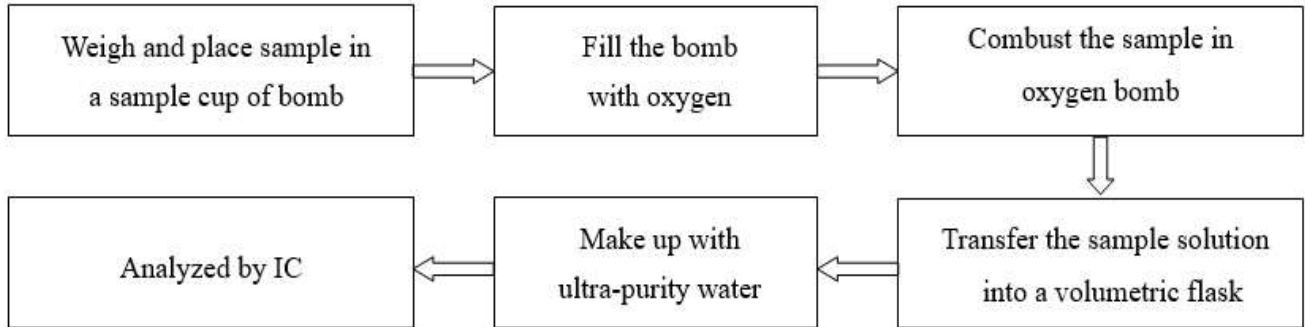 Weigh and place sample in
a sample cup of bomb
Fill the bomb
with oxygen
Combust the sample in
oxygen bomb
Transfer the sample solution
into a volumetric flask
Make up with
ultra-purity water
Analyzed by IC